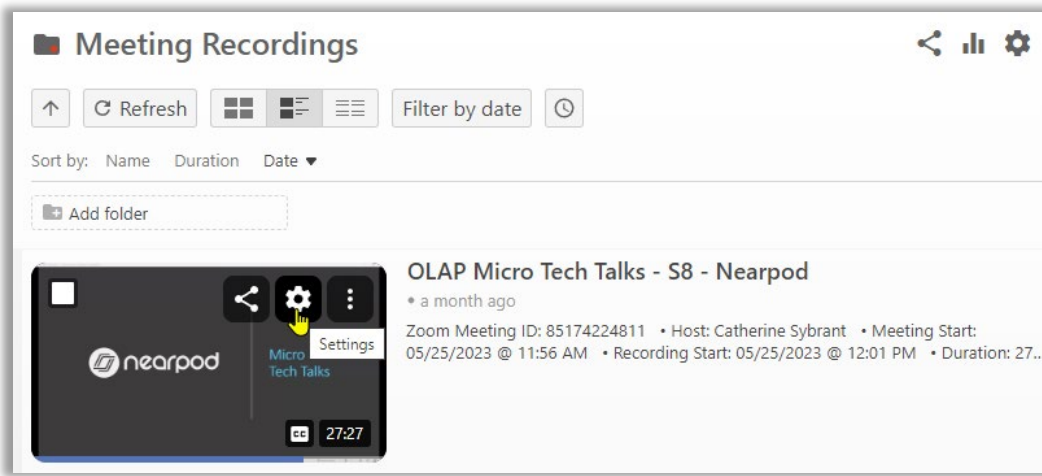 Meeting Recordings
Refresh
Filter by date
Sort by: Name Duration Date
Add folder
OLAP Micro Tech Talks - S8 - Nearpod
• a month ago
Zoom Meeting ID: 85174224811 • Host: Catherine Sybrant • Meeting Start:
05/25/2023 @ 11:56 AM • Recording Start: 05/25/2023 @ 12:01 PM • Duration: 27...
Settings
nearpod
Micro
Tech Talks
CC 27:27